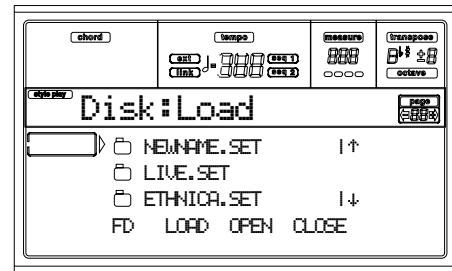 chord tempo measure transpose
ext seq 1
link seq 2
octave
style play Disk:Load page
NEWNAME.SET
LIVE.SET
ETHNICA.SET
FD LOAD OPEN CLOSE